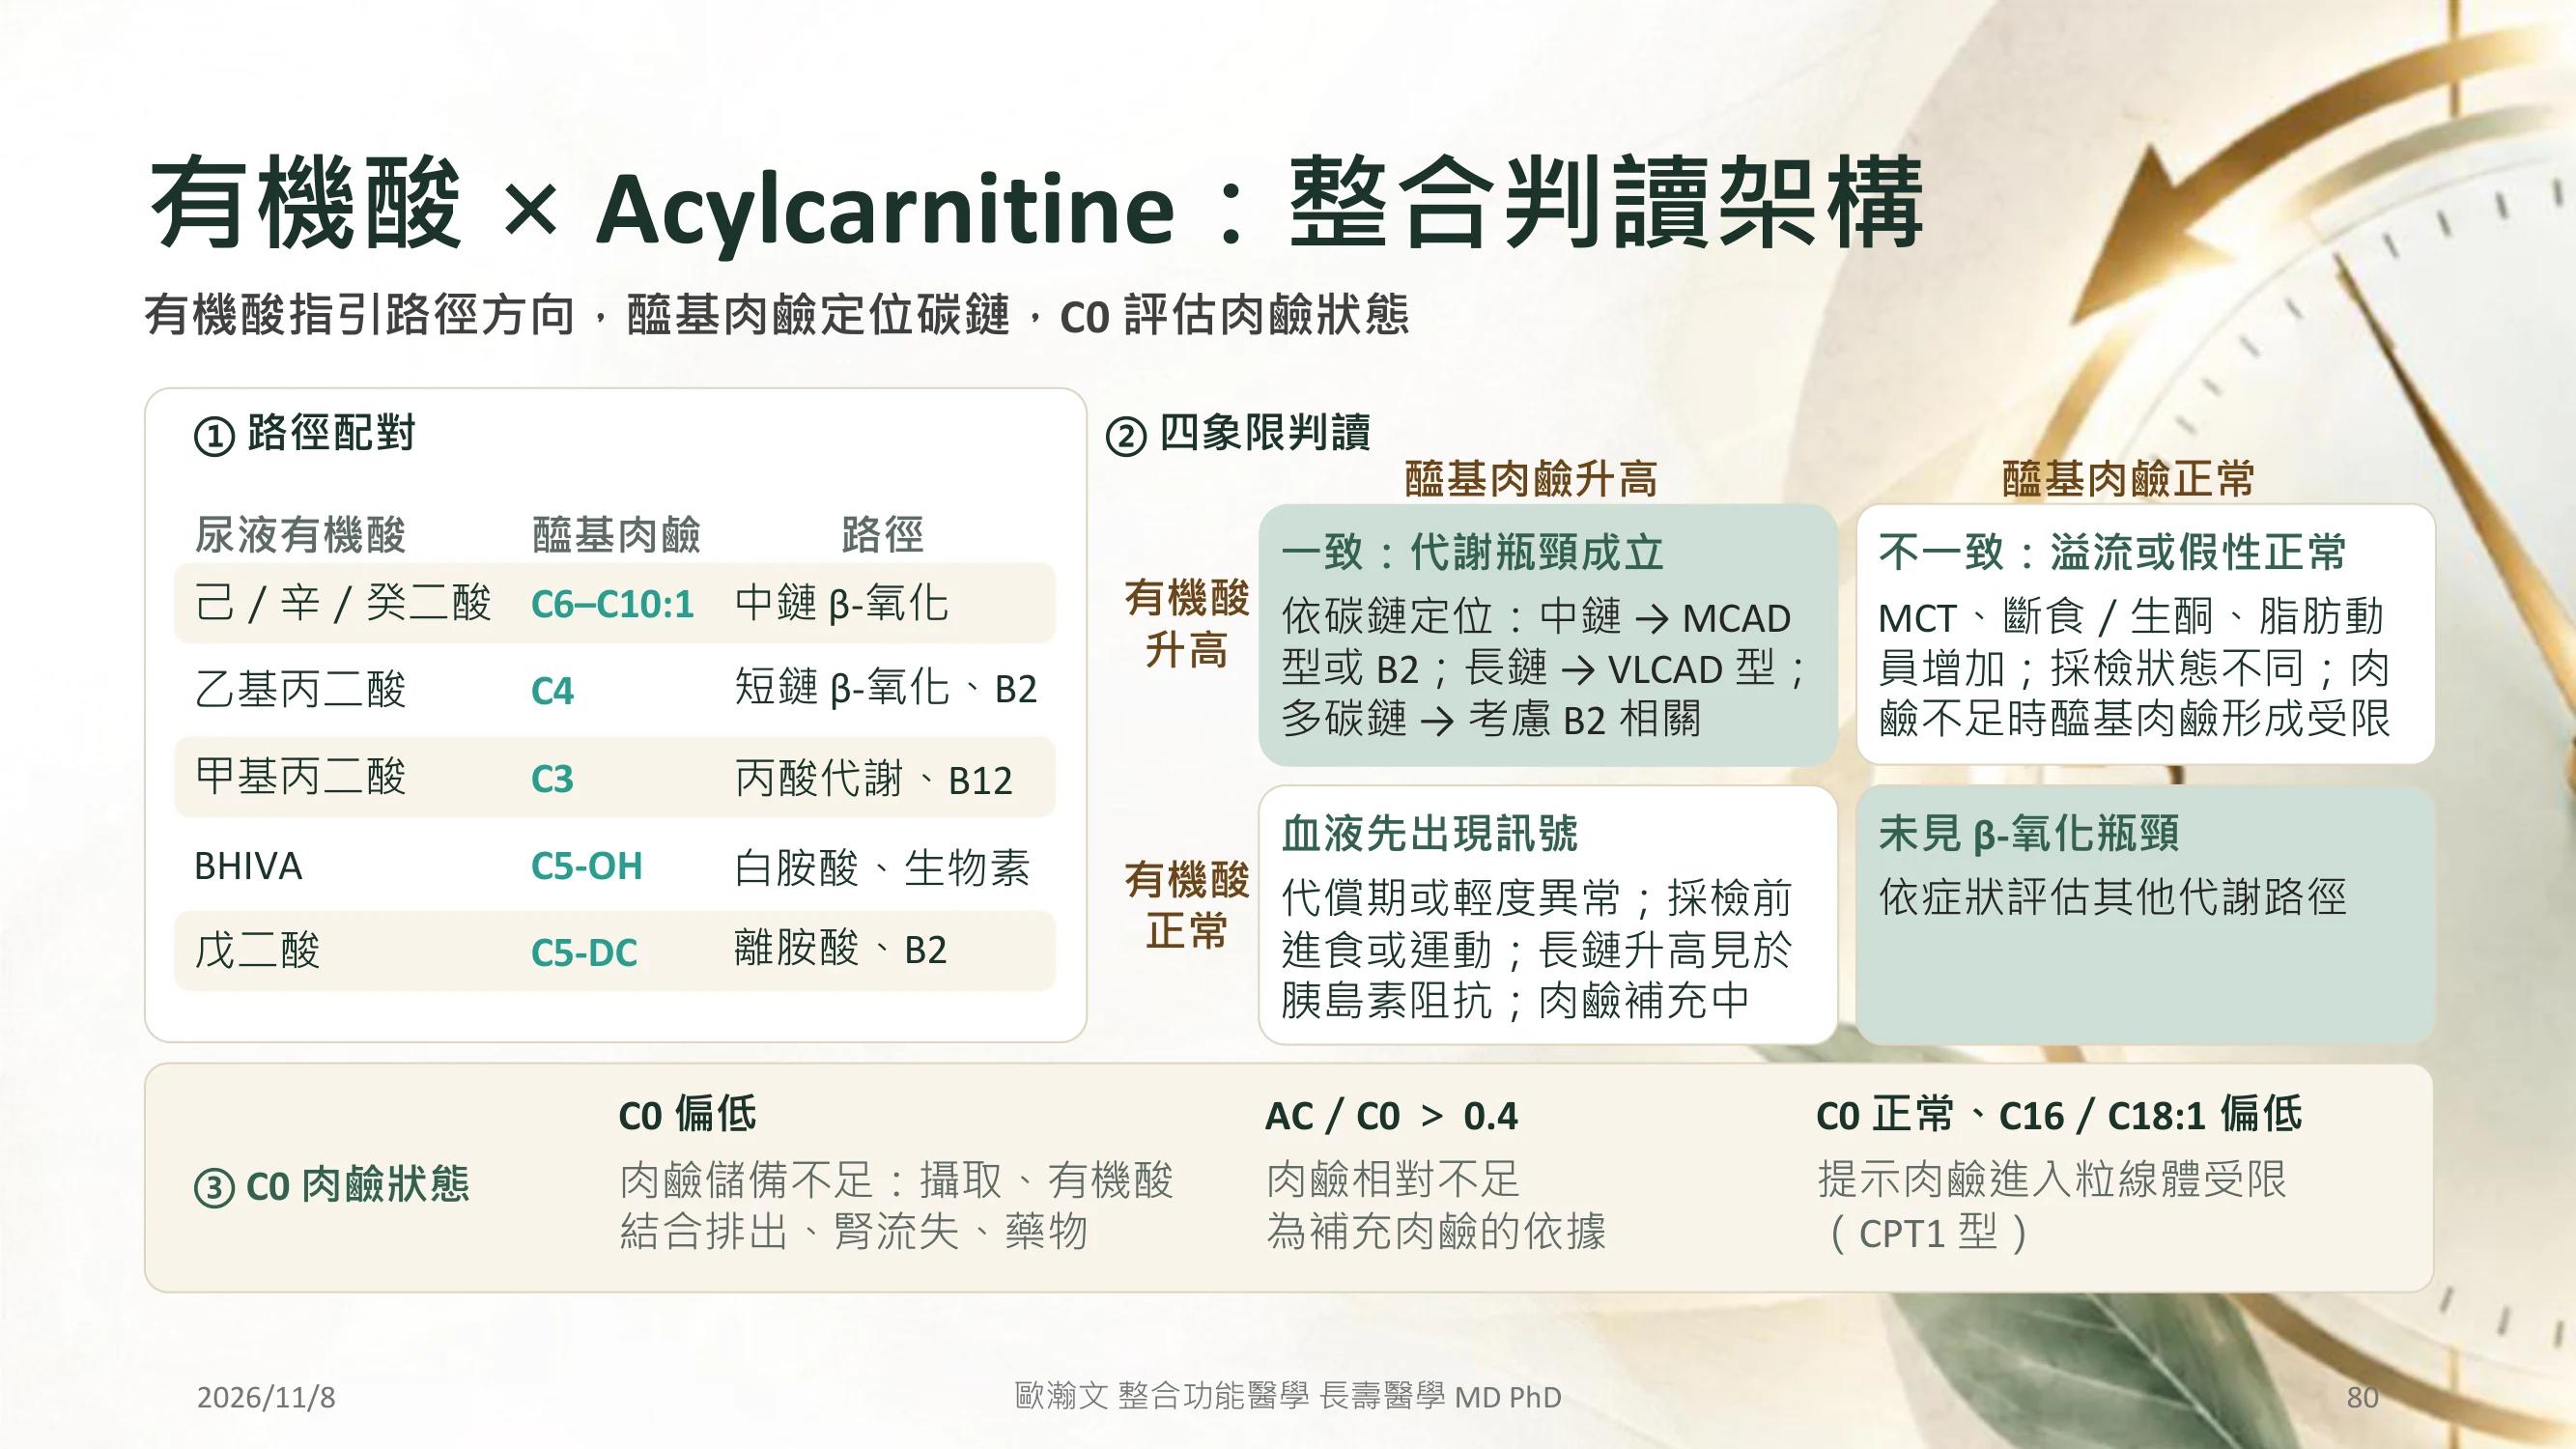 有機酸 × Acylcarnitine：整合判讀架構
有機酸指引路徑方向，醯基肉鹼定位碳鏈，C0 評估肉鹼狀態
① 路徑配對
尿液有機酸 醯基肉鹼 路徑
己 / 辛 / 癸二酸 C6–C10:1 中鏈 β-氧化
乙基丙二酸 C4 短鏈 β-氧化、B2
甲基丙二酸 C3 丙酸代謝、B12
BHIVA C5-OH 白胺酸、生物素
戊二酸 C5-DC 離胺酸、B2
② 四象限判讀
醯基肉鹼升高 醯基肉鹼正常
有機酸
升高
一致：代謝瓶頸成立
依碳鏈定位：中鏈 → MCAD
型或 B2；長鏈 → VLCAD 型；
多碳鏈 → 考慮 B2 相關
不一致：溢流或假性正常
MCT、斷食 / 生酮、脂肪動
員增加；採檢狀態不同；肉
鹼不足時醯基肉鹼形成受限
有機酸
正常
血液先出現訊號
代償期或輕度異常；採檢前
進食或運動；長鏈升高見於
胰島素阻抗；肉鹼補充中
未見 β-氧化瓶頸
依症狀評估其他代謝路徑
③ C0 肉鹼狀態
C0 偏低
肉鹼儲備不足：攝取、有機酸
結合排出、腎流失、藥物
AC / C0 ＞ 0.4
肉鹼相對不足
為補充肉鹼的依據
C0 正常、C16 / C18:1 偏低
提示肉鹼進入粒線體受限
（CPT1 型）
2026/11/8 歐瀚文 整合功能醫學 長壽醫學 MD PhD 80